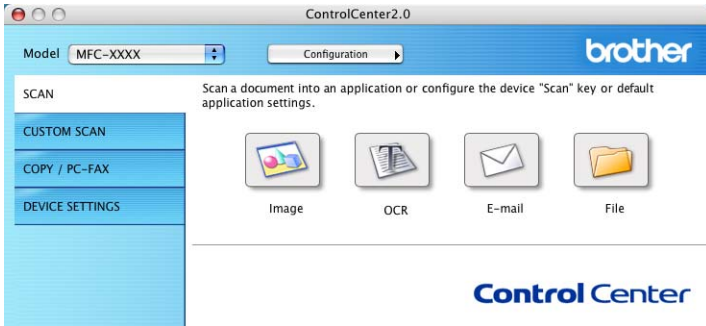 ControlCenter2.0
Model MFC-XXXX Configuration brother
SCAN
CUSTOM SCAN
COPY / PC-FAX
DEVICE SETTINGS
Scan a document into an application or configure the device "Scan" key or default
application settings.
Image OCR E-mail File
Control Center